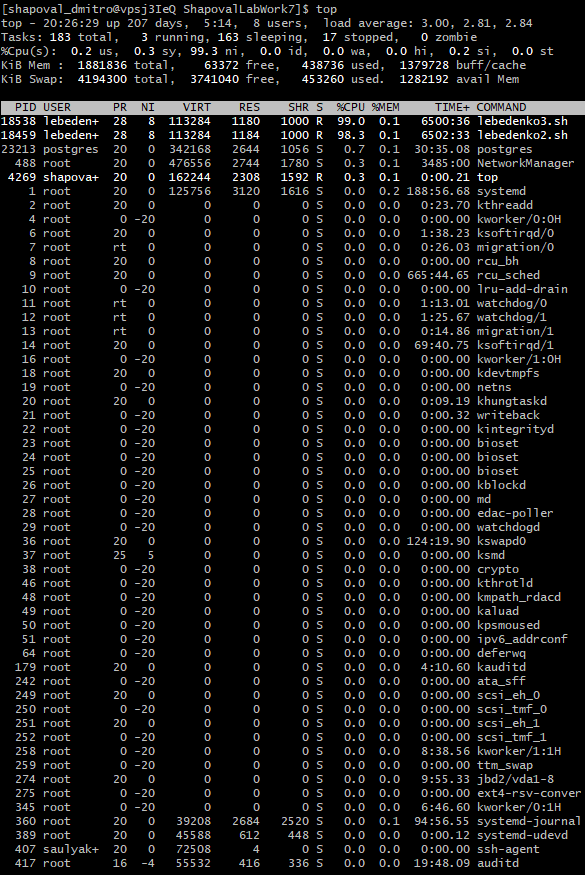 [shapoval_dmitro@vpsj3IeQ ShapovalLabWork7]$ top
top - 20:26:29 up 207 days,  5:14,  8 users,  load average: 3.00, 2.81, 2.84
Tasks: 183 total,   3 running, 163 sleeping,  17 stopped,   0 zombie
%Cpu(s):  0.2 us,  0.3 sy, 99.3 ni,  0.0 id,  0.0 wa,  0.0 hi,  0.2 si,  0.0 st
KiB Mem :  1881836 total,    63372 free,   438736 used,  1379728 buff/cache
KiB Swap:  4194300 total,  3741040 free,   453260 used.  1282192 avail Mem
PID USER PR NI VIRT RES SHR S %CPU %MEM TIME+ COMMAND
18538 lebeden+ 28 8 113284 1180 1000 R 99.0 0.1 6500:36 lebedenko3.sh
18459 lebeden+ 28 8 113284 1184 1000 R 98.3 0.1 6502:33 lebedenko2.sh
23213 postgres 20 0 342168 2644 1056 S 0.7 0.1 30:35.08 postgres
488 root 20 0 476556 2744 1780 S 0.3 0.1 3485:00 NetworkManager
4269 shapova+ 20 0 162244 2308 1592 R 0.3 0.1 0:00.21 top
1 root 20 0 125756 3120 1616 S 0.0 0.2 188:56.68 systemd
2 root 20 0 0 0 0 S 0.0 0.0 0:23.70 kthreadd
4 root 0 -20 0 0 0 S 0.0 0.0 0:00.00 kworker/0:0H
6 root 20 0 0 0 0 S 0.0 0.0 1:38.23 ksoftirqd/0
7 root rt 0 0 0 0 S 0.0 0.0 0:26.03 migration/0
8 root 20 0 0 0 0 S 0.0 0.0 0:00.00 rcu_bh
9 root 20 0 0 0 0 S 0.0 0.0 665:44.65 rcu_sched
10 root 0 -20 0 0 0 S 0.0 0.0 0:00.00 lru-add-drain
11 root rt 0 0 0 0 S 0.0 0.0 1:13.01 watchdog/0
12 root rt 0 0 0 0 S 0.0 0.0 1:25.67 watchdog/1
13 root rt 0 0 0 0 S 0.0 0.0 0:14.86 migration/1
14 root 20 0 0 0 0 S 0.0 0.0 69:40.75 ksoftirqd/1
16 root 0 -20 0 0 0 S 0.0 0.0 0:00.00 kworker/1:0H
18 root 20 0 0 0 0 S 0.0 0.0 0:00.00 kdevtmpfs
19 root 0 -20 0 0 0 S 0.0 0.0 0:00.00 netns
20 root 20 0 0 0 0 S 0.0 0.0 0:09.19 khungtaskd
21 root 0 -20 0 0 0 S 0.0 0.0 0:00.32 writeback
22 root 0 -20 0 0 0 S 0.0 0.0 0:00.00 kintegrityd
23 root 0 -20 0 0 0 S 0.0 0.0 0:00.00 bioset
24 root 0 -20 0 0 0 S 0.0 0.0 0:00.00 bioset
25 root 0 -20 0 0 0 S 0.0 0.0 0:00.00 bioset
26 root 0 -20 0 0 0 S 0.0 0.0 0:00.00 kblockd
27 root 0 -20 0 0 0 S 0.0 0.0 0:00.00 md
28 root 0 -20 0 0 0 S 0.0 0.0 0:00.00 edac-poller
29 root 0 -20 0 0 0 S 0.0 0.0 0:00.00 watchdogd
36 root 20 0 0 0 0 S 0.0 0.0 124:19.90 kswapd0
37 root 25 5 0 0 0 S 0.0 0.0 0:00.00 ksmd
38 root 0 -20 0 0 0 S 0.0 0.0 0:00.00 crypto
46 root 0 -20 0 0 0 S 0.0 0.0 0:00.00 kthrotld
48 root 0 -20 0 0 0 S 0.0 0.0 0:00.00 kmpath_rdacd
49 root 0 -20 0 0 0 S 0.0 0.0 0:00.00 kaluad
50 root 0 -20 0 0 0 S 0.0 0.0 0:00.00 kpsmoused
51 root 0 -20 0 0 0 S 0.0 0.0 0:00.00 ipv6_addrconf
64 root 0 -20 0 0 0 S 0.0 0.0 0:00.00 deferwq
179 root 20 0 0 0 0 S 0.0 0.0 4:10.60 kauditd
242 root 0 -20 0 0 0 S 0.0 0.0 0:00.00 ata_sff
249 root 20 0 0 0 0 S 0.0 0.0 0:00.00 scsi_eh_0
250 root 0 -20 0 0 0 S 0.0 0.0 0:00.00 scsi_tmf_0
251 root 20 0 0 0 0 S 0.0 0.0 0:00.00 scsi_eh_1
252 root 0 -20 0 0 0 S 0.0 0.0 0:00.00 scsi_tmf_1
258 root 0 -20 0 0 0 S 0.0 0.0 8:38.56 kworker/1:1H
259 root 0 -20 0 0 0 S 0.0 0.0 0:00.00 ttm_swap
274 root 20 0 0 0 0 S 0.0 0.0 9:55.33 jbd2/vda1-8
275 root 0 -20 0 0 0 S 0.0 0.0 0:00.00 ext4-rsv-conver
345 root 0 -20 0 0 0 S 0.0 0.0 6:46.60 kworker/0:1H
360 root 20 0 39208 2684 2520 S 0.0 0.1 94:56.55 systemd-journal
389 root 20 0 45588 612 448 S 0.0 0.0 0:00.12 systemd-udevd
407 saulyak+ 20 0 72508 4 0 S 0.0 0.0 0:00.00 ssh-agent
417 root 16 -4 55532 416 336 S 0.0 0.0 19:48.09 auditd